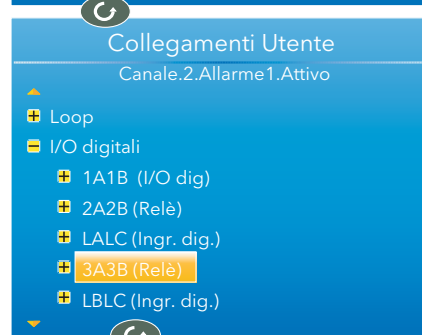 Collegamenti Utente
Canale.2.Allarme1.Attivo
Loop
I/O digitali
1A1B (I/O dig)
2A2B (Relè)
LALC (Ingr. dig.)
3A3B (Relè)
LBLC (Ingr. dig.)